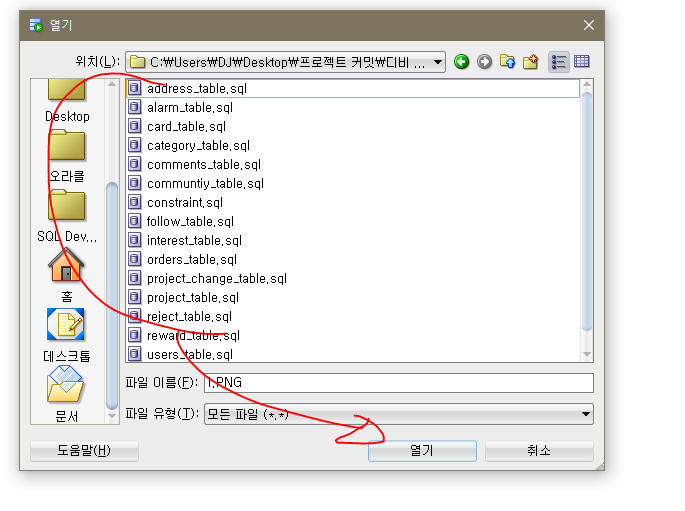 열기
위치(L): C:₩Users₩DJ₩Desktop₩프로젝트 커밋₩디비 ...
Desktop
오라클
SQL Dev...
홈
데스크톱
문서
address_table.sql
alarm_table.sql
card_table.sql
category_table.sql
comments_table.sql
communtiy_table.sql
constraint.sql
follow_table.sql
interest_table.sql
orders_table.sql
project_change_table.sql
project_table.sql
reject_table.sql
reward_table.sql
users_table.sql
파일 이름(F): 1.PNG
파일 유형(T): 모든 파일 (*.*)
도움말(H) 열기 취소